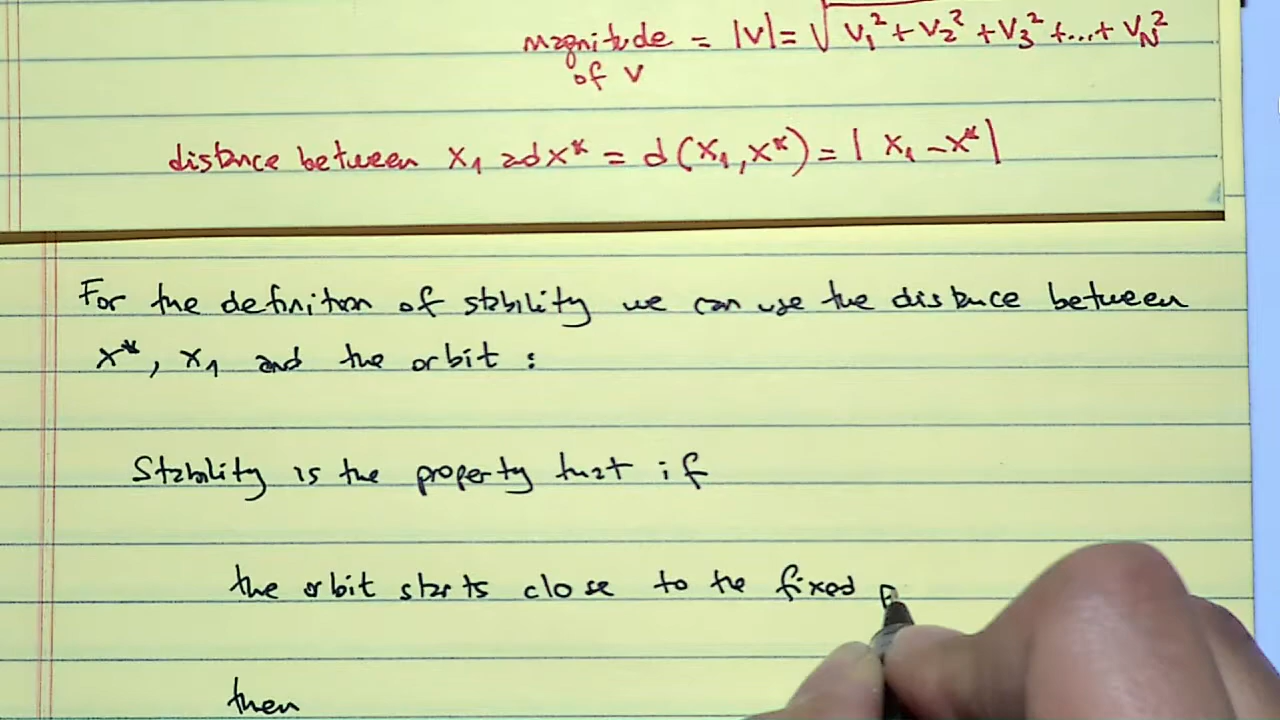 magnitude = |v| = √v₁² + v₂² + v₃² + ... + v_N²
of v
distance between x₁ adx* = d(x₁, x*) = | x₁ - x*|
For the definition of stability we can use the distance between
x*, x₁ and the orbit :
Stability is the property that if
the orbit starts close to the fixed p
then